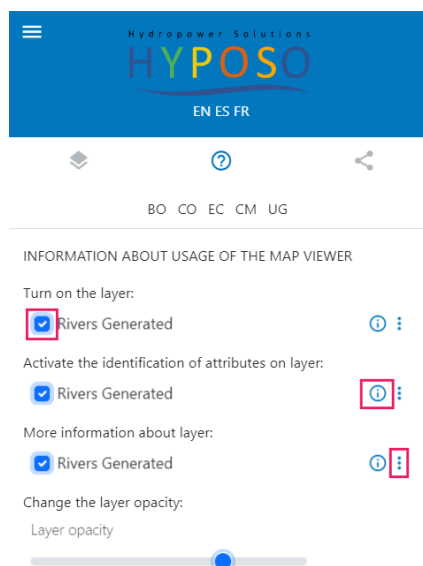 Hydropower Solutions
HYPOSO
EN ES FR
BO CO EC CM UG
INFORMATION ABOUT USAGE OF THE MAP VIEWER
Turn on the layer:
Rivers Generated
Activate the identification of attributes on layer:
Rivers Generated
More information about layer:
Rivers Generated
Change the layer opacity:
Layer opacity